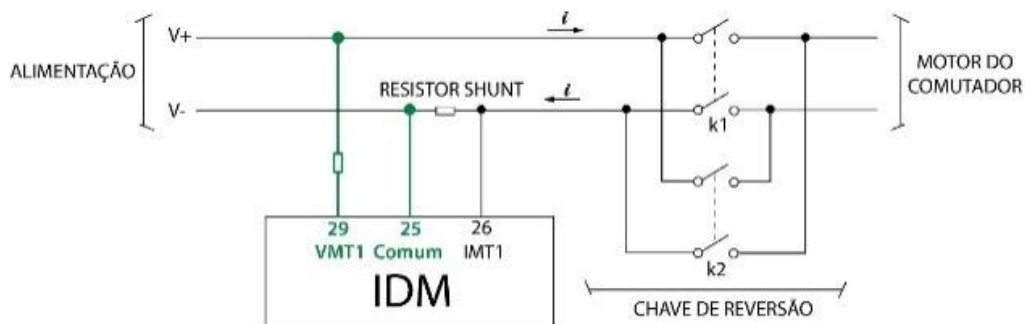 ALIMENTAÇÃO
V+
V-
i
i
RESISTOR SHUNT
k1
MOTOR DO
COMUTADOR
29
VMT1
25
Comum
26
IMT1
IDM
k2
CHAVE DE REVERSÃO